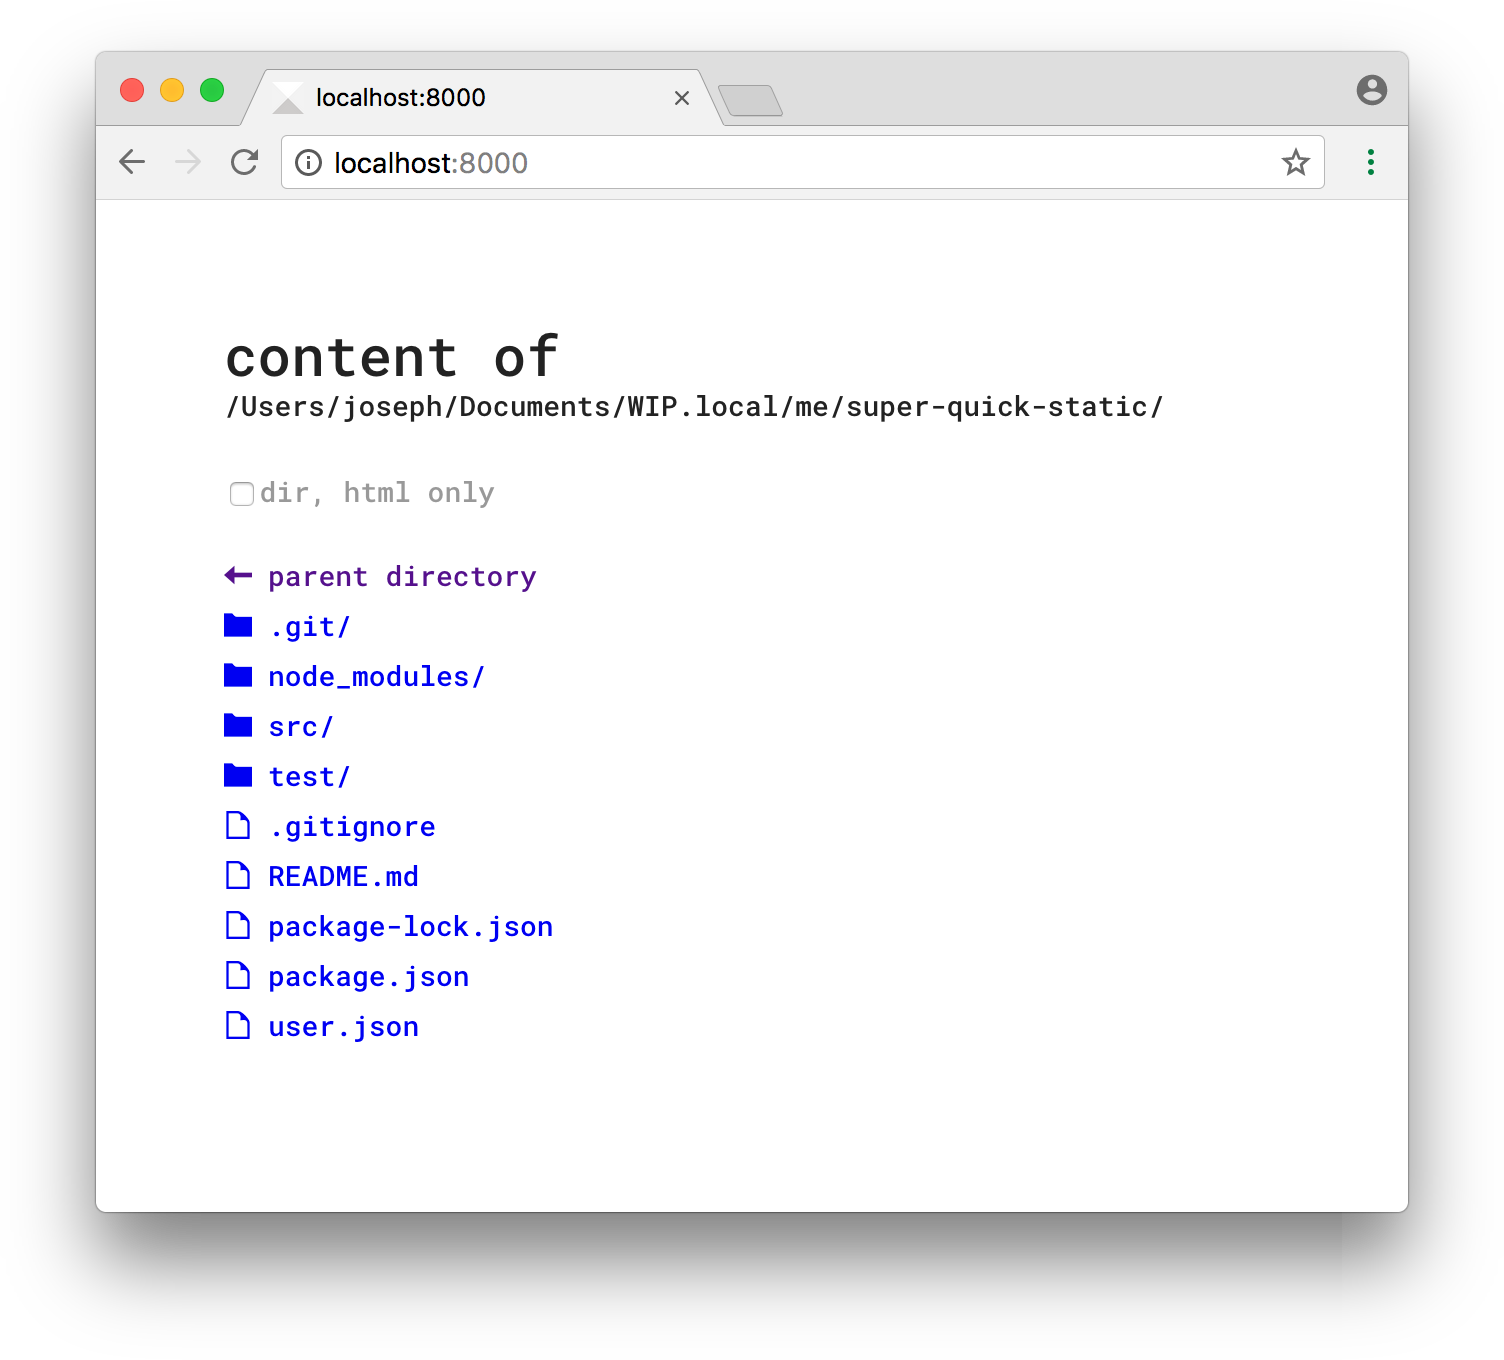 localhost:8000
localhost:8000
content of
/Users/joseph/Documents/WIP.local/me/super-quick-static/
dir, html only
parent directory
.git/
node_modules/
src/
test/
.gitignore
README.md
package-lock.json
package.json
user.json